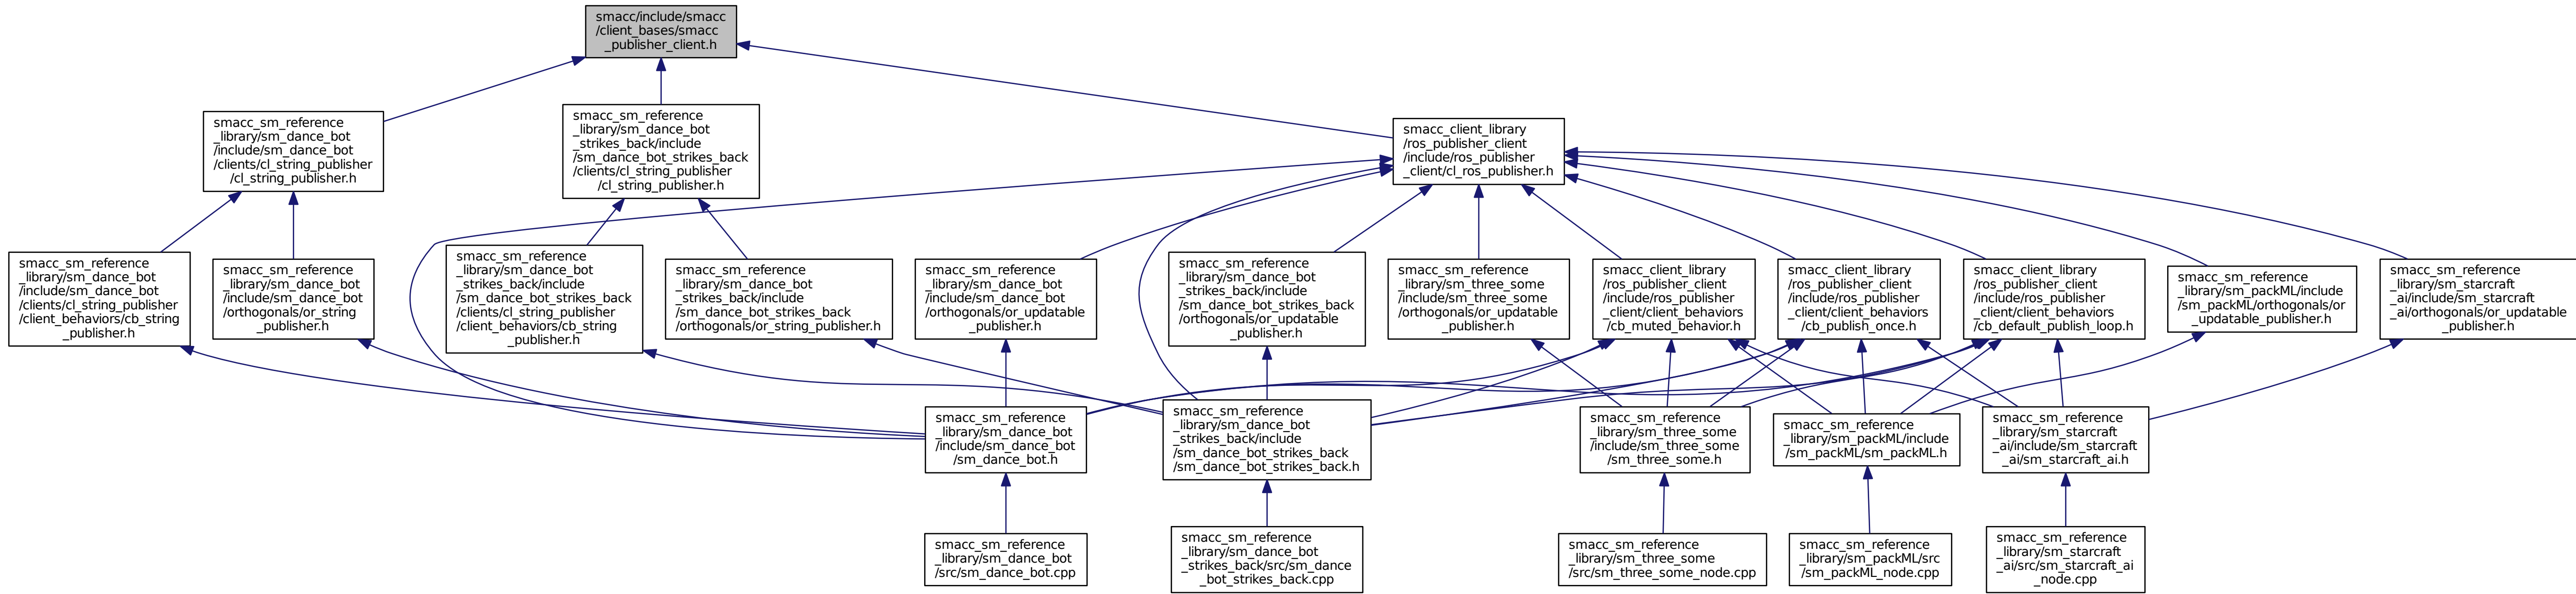 smacc/include/smacc
/client_bases/smacc
_publisher_client.h
smacc_sm_reference
_library/sm_dance_bot
/include/sm_dance_bot
/clients/cl_string_publisher
/cl_string_publisher.h
smacc_sm_reference
_library/sm_dance_bot
_strikes_back/include
/sm_dance_bot_strikes_back
/clients/cl_string_publisher
/cl_string_publisher.h
smacc_client_library
/ros_publisher_client
/include/ros_publisher
_client/cl_ros_publisher.h
smacc_sm_reference
_library/sm_dance_bot
/include/sm_dance_bot
/clients/cl_string_publisher
/client_behaviors/cb_string
_publisher.h
smacc_sm_reference
_library/sm_dance_bot
/include/sm_dance_bot
/orthogonals/or_string
_publisher.h
smacc_sm_reference
_library/sm_dance_bot
_strikes_back/include
/sm_dance_bot_strikes_back
/clients/cl_string_publisher
/client_behaviors/cb_string
_publisher.h
smacc_sm_reference
_library/sm_dance_bot
_strikes_back/include
/sm_dance_bot_strikes_back
/orthogonals/or_string_publisher.h
smacc_sm_reference
_library/sm_dance_bot
/include/sm_dance_bot
/orthogonals/or_updatable
_publisher.h
smacc_sm_reference
_library/sm_dance_bot
_strikes_back/include
/sm_dance_bot_strikes_back
/orthogonals/or_updatable
_publisher.h
smacc_sm_reference
_library/sm_three_some
/include/sm_three_some
/orthogonals/or_updatable
_publisher.h
smacc_client_library
/ros_publisher_client
/include/ros_publisher
_client/client_behaviors
/cb_muted_behavior.h
smacc_client_library
/ros_publisher_client
/include/ros_publisher
_client/client_behaviors
/cb_publish_once.h
smacc_client_library
/ros_publisher_client
/include/ros_publisher
_client/client_behaviors
/cb_default_publish_loop.h
smacc_sm_reference
_library/sm_packML/include
/sm_packML/orthogonals/or
_updatable_publisher.h
smacc_sm_reference
_library/sm_starcraft
_ai/include/sm_starcraft
_ai/orthogonals/or_updatable
_publisher.h
smacc_sm_reference
_library/sm_dance_bot
/include/sm_dance_bot
/sm_dance_bot.h
smacc_sm_reference
_library/sm_dance_bot
_strikes_back/include
/sm_dance_bot_strikes_back
/sm_dance_bot_strikes_back.h
smacc_sm_reference
_library/sm_three_some
/include/sm_three_some
/sm_three_some.h
smacc_sm_reference
_library/sm_packML/include
/sm_packML/sm_packML.h
smacc_sm_reference
_library/sm_starcraft
_ai/include/sm_starcraft
_ai/sm_starcraft_ai.h
smacc_sm_reference
_library/sm_dance_bot
/src/sm_dance_bot.cpp
smacc_sm_reference
_library/sm_dance_bot
_strikes_back/src/sm_dance
_bot_strikes_back.cpp
smacc_sm_reference
_library/sm_three_some
/src/sm_three_some_node.cpp
smacc_sm_reference
_library/sm_packML/src
/sm_packML_node.cpp
smacc_sm_reference
_library/sm_starcraft
_ai/src/sm_starcraft_ai
_node.cpp